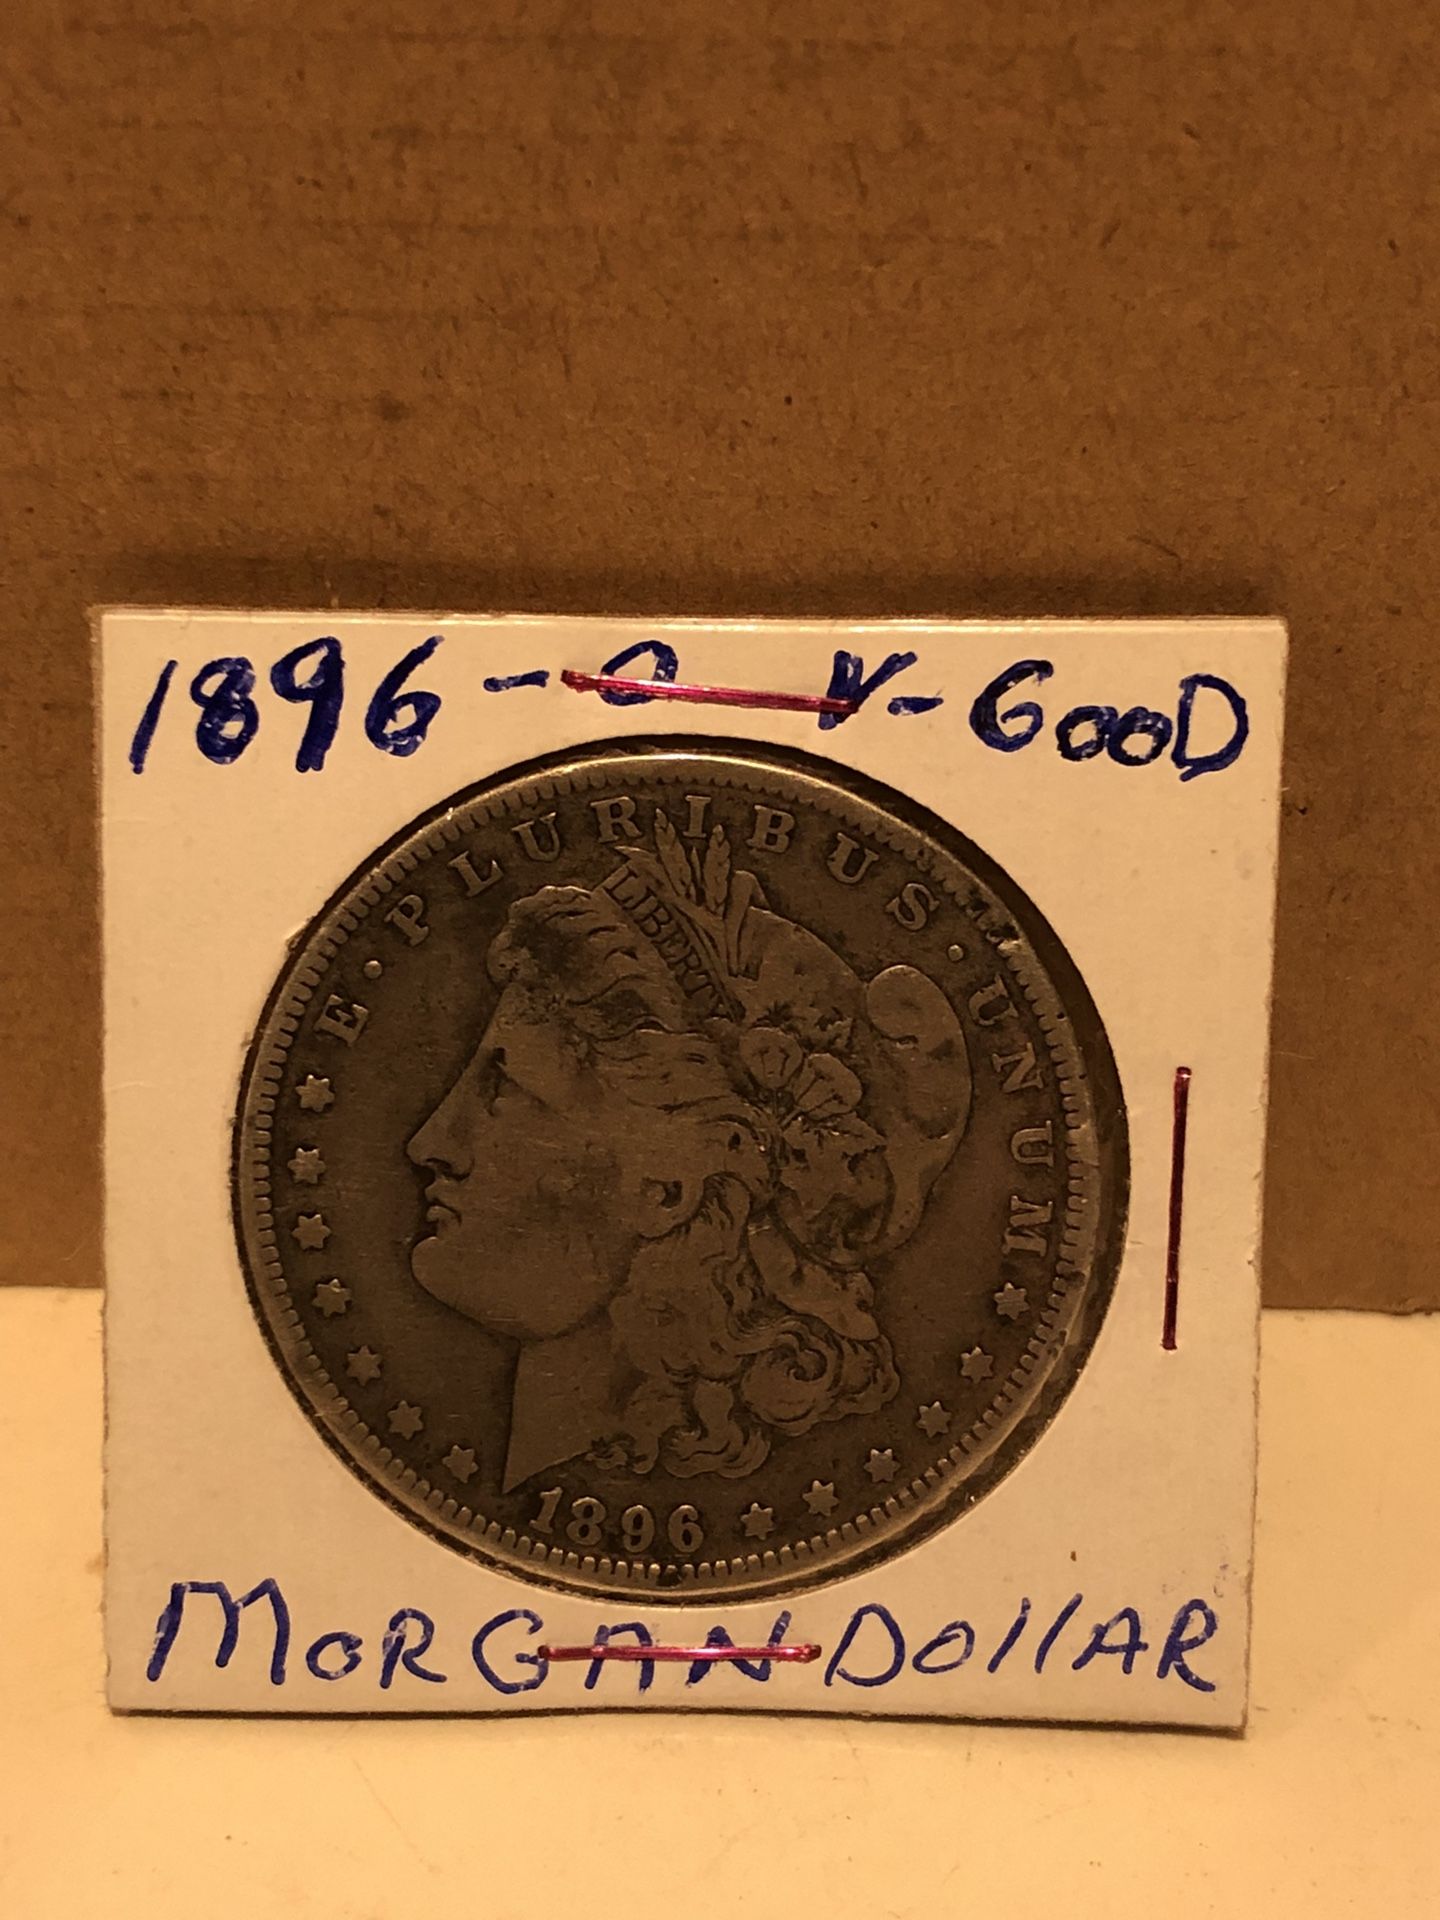 1896-O V-GOOD
E·PLURIBUS·UNUM
LIBERTY
1896
MORGAN DOllAR